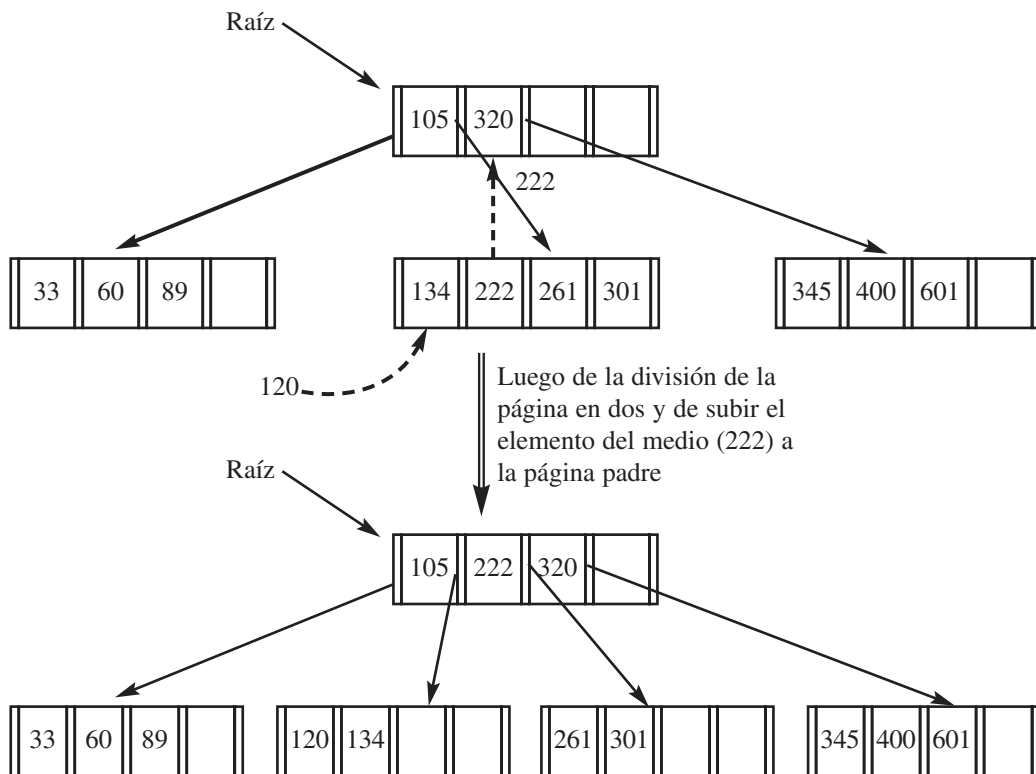 Raíz
105 320
222
33 60 89
134 222 261 301
345 400 601
120
Luego de la división de la
página en dos y de subir el
elemento del medio (222) a
la página padre
Raíz
105 222 320
33 60 89
120 134
261 301
345 400 601